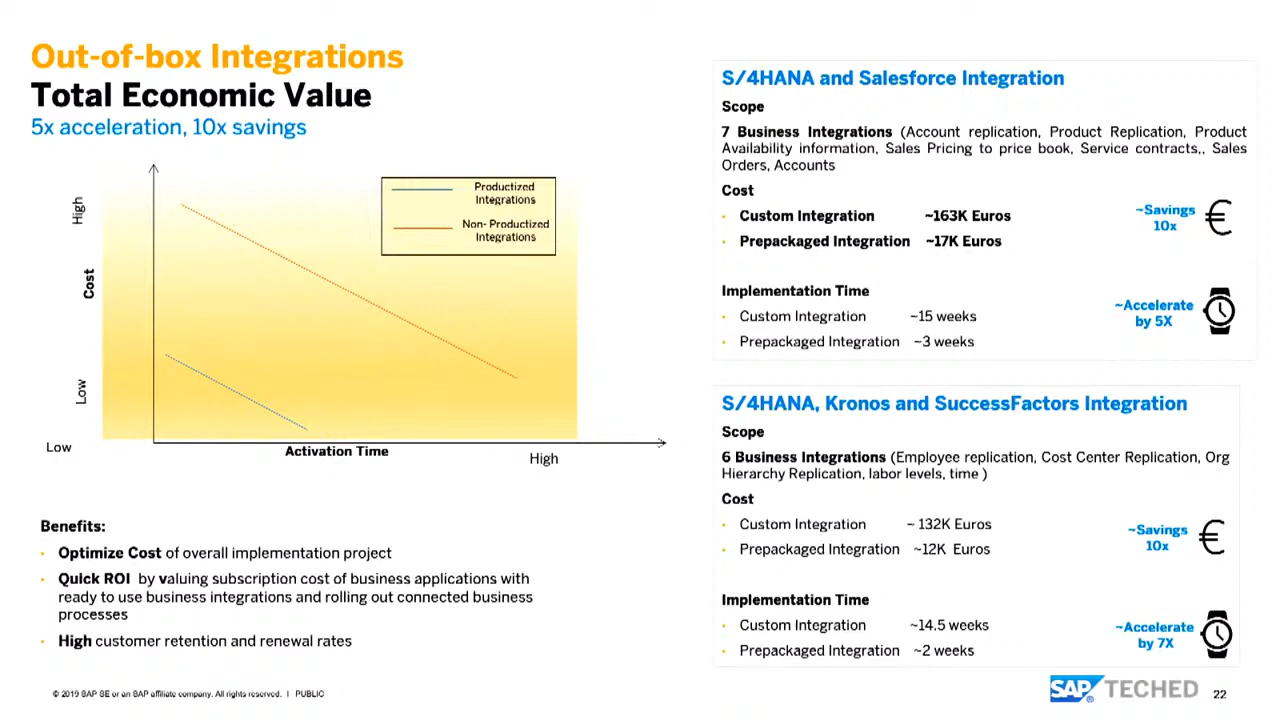 Out-of-box Integrations
Total Economic Value
5x acceleration, 10x savings
High
Cost
Low
Low
Activation Time
High
Productized
Integrations
Non- Productized
Integrations
Benefits:
· Optimize Cost of overall implementation project
· Quick ROI by valuing subscription cost of business applications with
ready to use business integrations and rolling out connected business
processes
· High customer retention and renewal rates
S/4HANA and Salesforce Integration
Scope
7 Business Integrations (Account replication, Product Replication, Product
Availability information, Sales Pricing to price book, Service contracts,, Sales
Orders, Accounts
Cost
· Custom Integration ~163K Euros
· Prepackaged Integration ~17K Euros
~Savings
10x
€
Implementation Time
· Custom Integration ~15 weeks
· Prepackaged Integration ~3 weeks
~Accelerate
by 5X
S/4HANA, Kronos and SuccessFactors Integration
Scope
6 Business Integrations (Employee replication, Cost Center Replication, Org
Hierarchy Replication, labor levels, time )
Cost
· Custom Integration ~ 132K Euros
· Prepackaged Integration ~12K Euros
~Savings
10x
€
Implementation Time
· Custom Integration ~14.5 weeks
· Prepackaged Integration ~2 weeks
~Accelerate
by 7X
© 2019 SAP SE or an SAP affiliate company. All rights reserved. | PUBLIC
SAP® TECHED
22